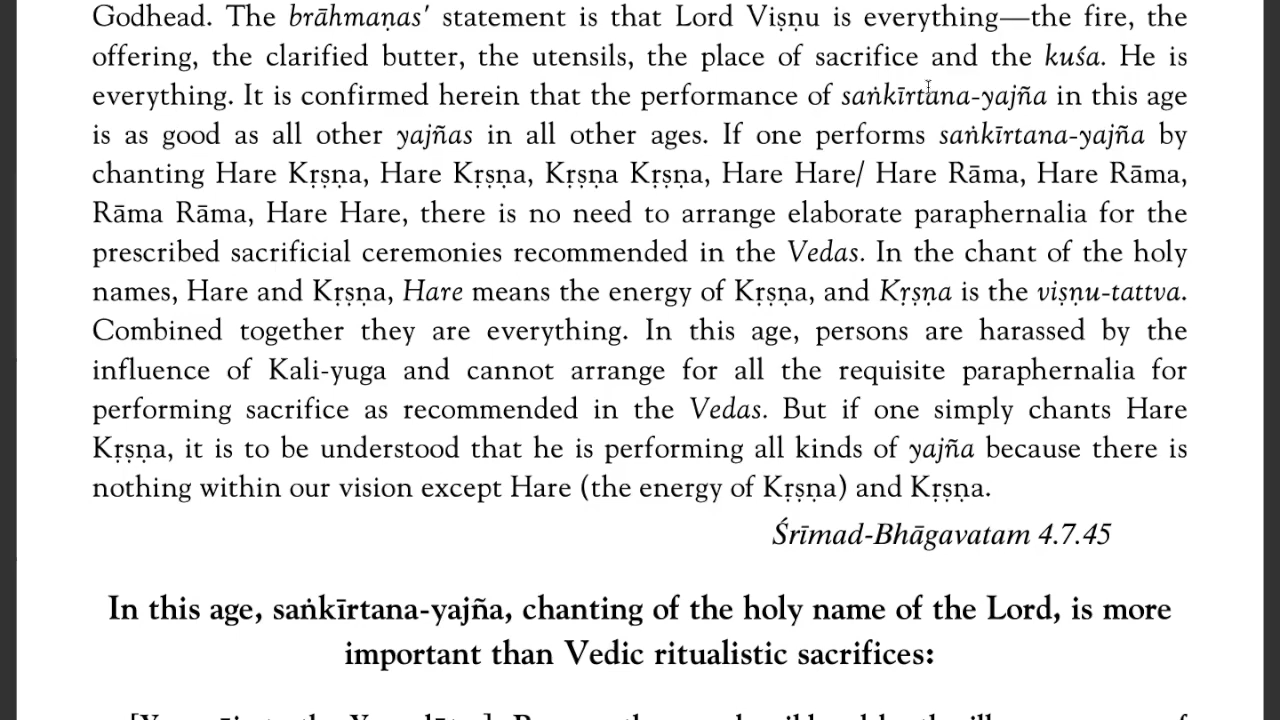 Godhead. The brāhmaṇas' statement is that Lord Viṣṇu is everything—the fire, the
offering, the clarified butter, the utensils, the place of sacrifice and the kuśa. He is
everything. It is confirmed herein that the performance of saṅkīrtana-yajña in this age
is as good as all other yajñas in all other ages. If one performs saṅkīrtana-yajña by
chanting Hare Kṛṣṇa, Hare Kṛṣṇa, Kṛṣṇa Kṛṣṇa, Hare Hare/ Hare Rāma, Hare Rāma,
Rāma Rāma, Hare Hare, there is no need to arrange elaborate paraphernalia for the
prescribed sacrificial ceremonies recommended in the Vedas. In the chant of the holy
names, Hare and Kṛṣṇa, Hare means the energy of Kṛṣṇa, and Kṛṣṇa is the viṣṇu-tattva.
Combined together they are everything. In this age, persons are harassed by the
influence of Kali-yuga and cannot arrange for all the requisite paraphernalia for
performing sacrifice as recommended in the Vedas. But if one simply chants Hare
Kṛṣṇa, it is to be understood that he is performing all kinds of yajña because there is
nothing within our vision except Hare (the energy of Kṛṣṇa) and Kṛṣṇa.
Śrīmad-Bhāgavatam 4.7.45
In this age, saṅkīrtana-yajña, chanting of the holy name of the Lord, is more
important than Vedic ritualistic sacrifices: